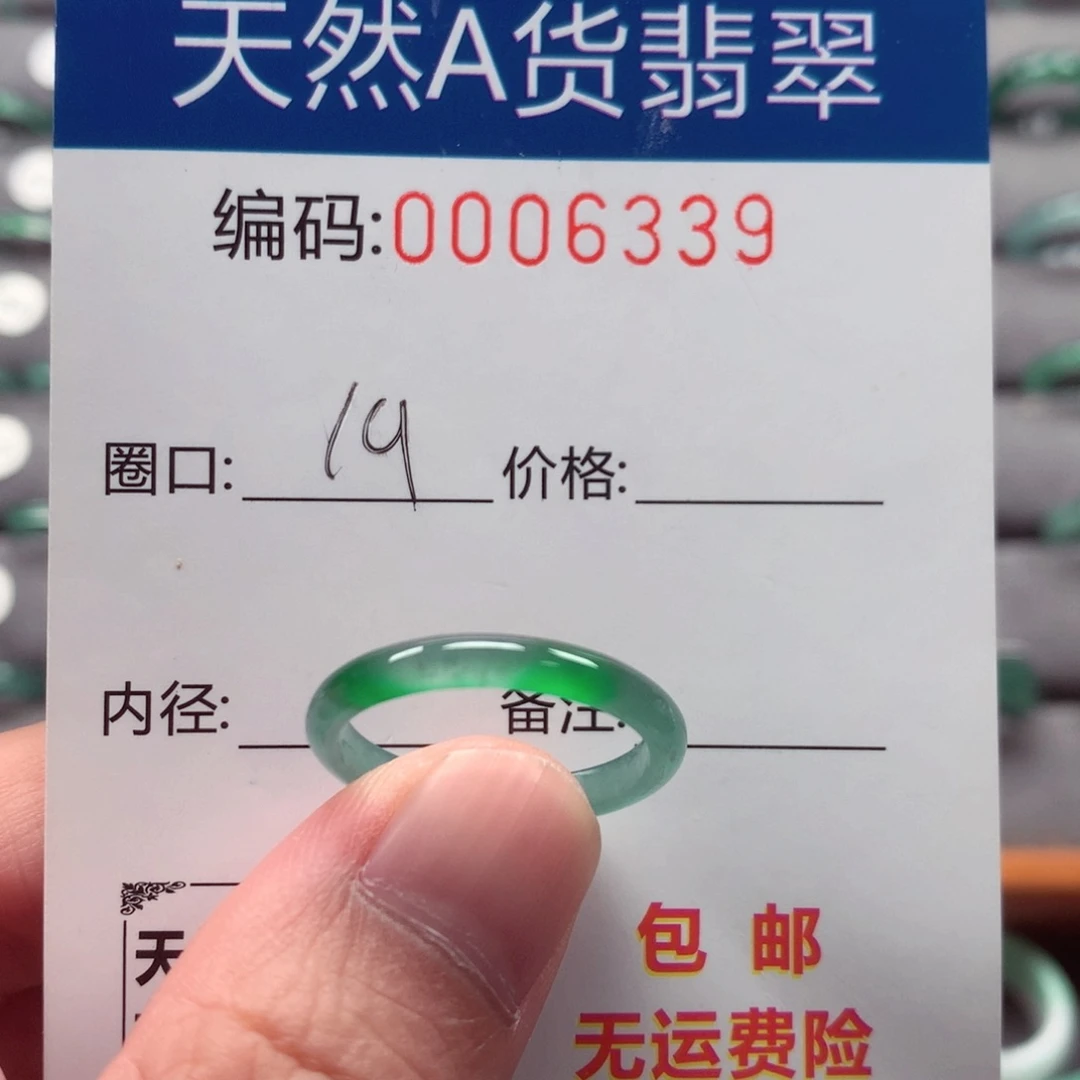 天然A货翡翠
编码:0006339
圈口: 19 价格:
内径: 备注:
天
包 邮
无运费险